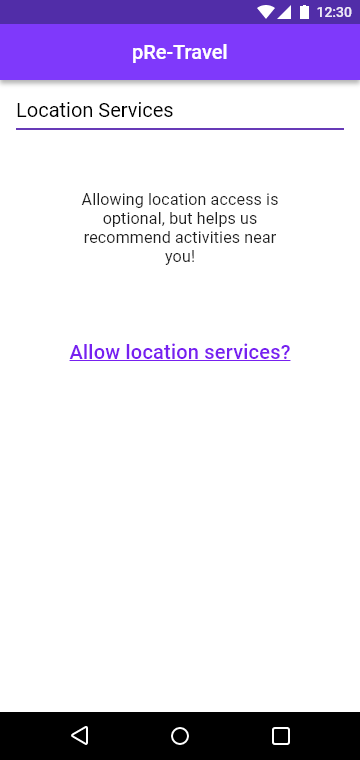 12:30
pRe-Travel
Location Services
Allowing location access is
optional, but helps us
recommend activities near
you!
Allow location services?